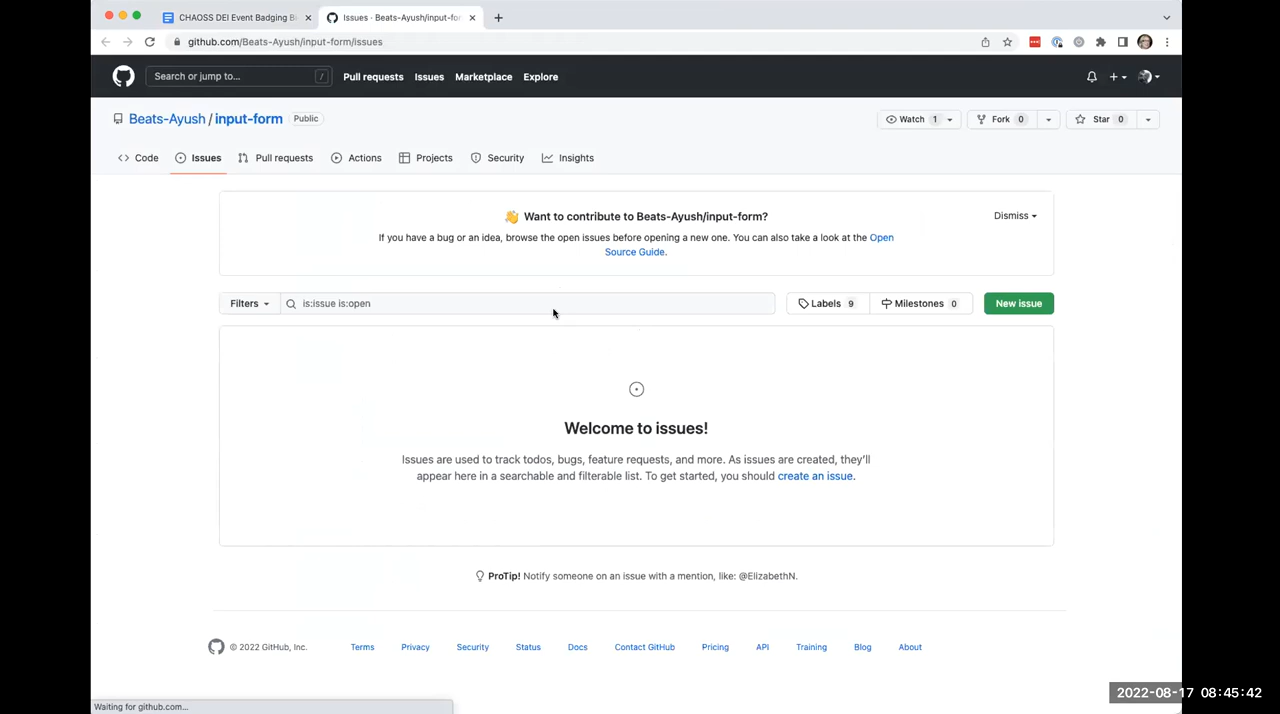 CHAOSS DEI Event Badging B
Issues · Beats-Ayush/input-for
github.com/Beats-Ayush/input-form/issues
Search or jump to...
/
Pull requests
Issues
Marketplace
Explore
Beats-Ayush / input-form
Public
Watch 1
Fork 0
Star 0
Code
Issues
Pull requests
Actions
Projects
Security
Insights
Want to contribute to Beats-Ayush/input-form?
Dismiss
If you have a bug or an idea, browse the open issues before opening a new one. You can also take a look at the Open
Source Guide.
Filters
is:issue is:open
Labels 9
Milestones 0
New issue
Welcome to issues!
Issues are used to track todos, bugs, feature requests, and more. As issues are created, they'll
appear here in a searchable and filterable list. To get started, you should create an issue.
ProTip! Notify someone on an issue with a mention, like: @ElizabethN.
© 2022 GitHub, Inc.
Terms
Privacy
Security
Status
Docs
Contact GitHub
Pricing
API
Training
Blog
About
Waiting for github.com...
2022-08-17 08:45:42